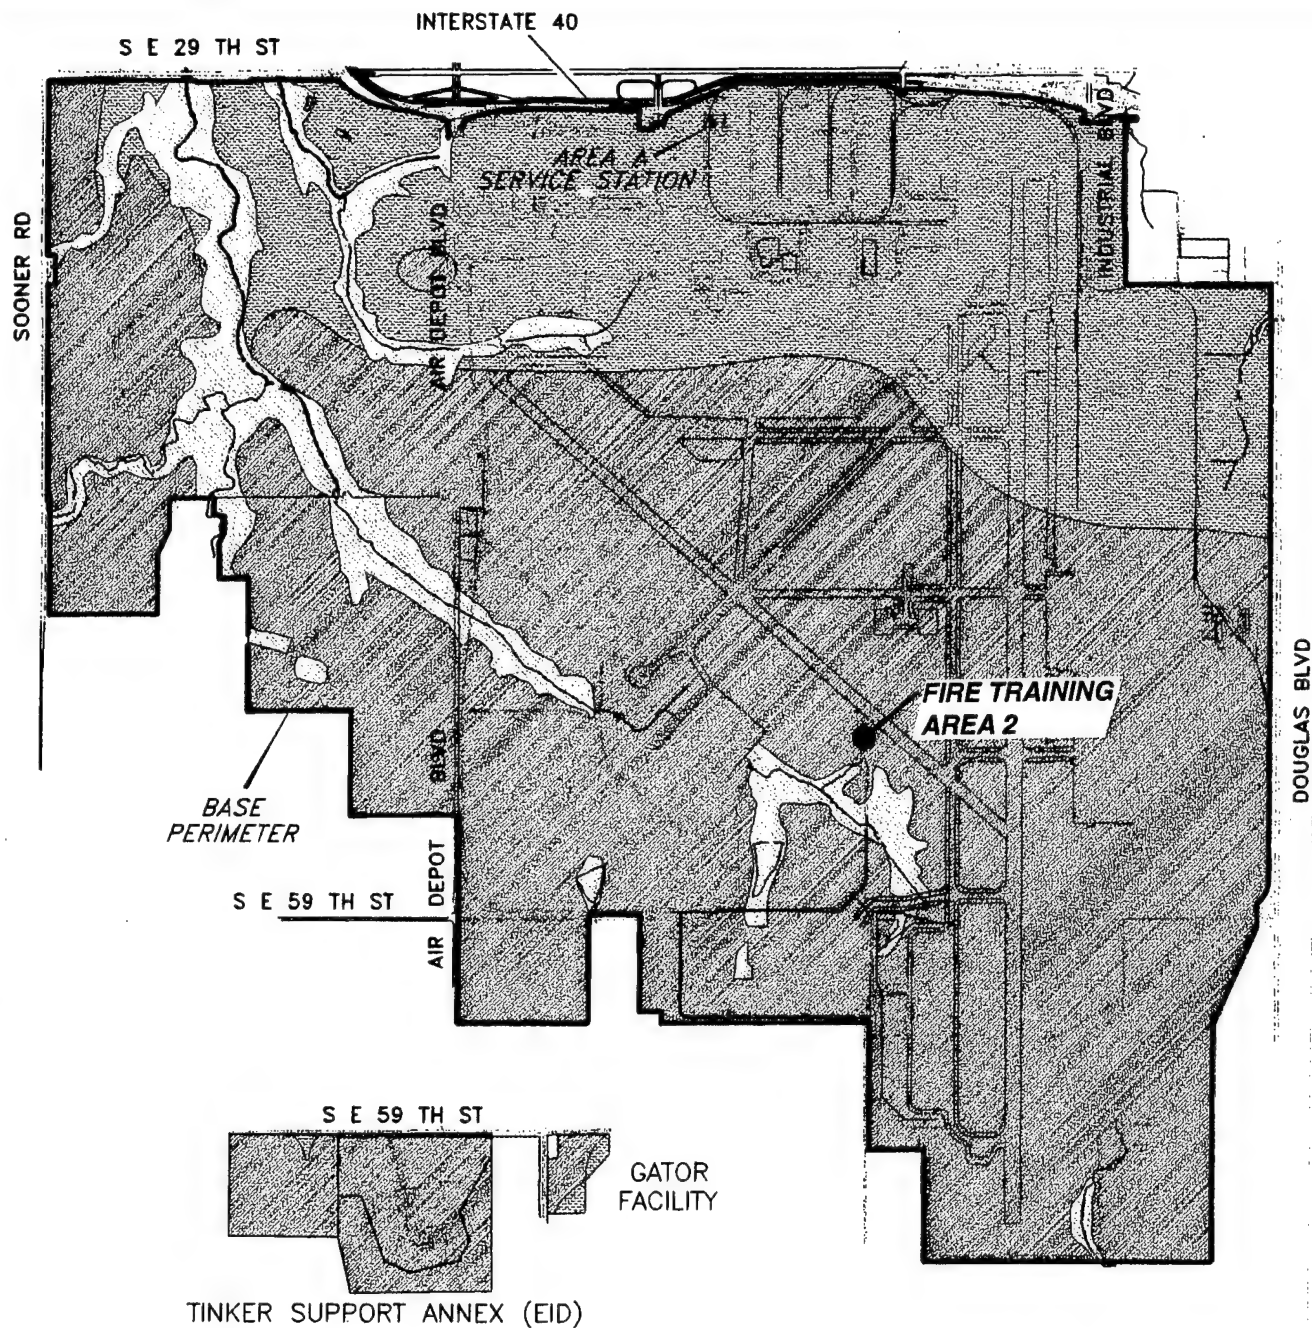 INTERSTATE 40
S E 29 TH ST
INDUSTRIAL BLVD
AREA A
SERVICE STATION
SOONER RD
AIR DEPOT BLVD
FIRE TRAINING
AREA 2
DOUGLAS BLVD
BASE
PERIMETER
BLVD
AIR DEPOT
S E 59 TH ST
S E 59 TH ST
GATOR
FACILITY
TINKER SUPPORT ANNEX (EID)